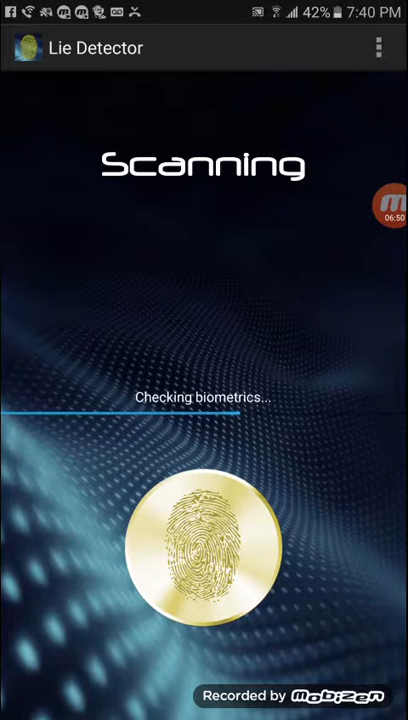 42% 7:40 PM
Lie Detector
Scanning
m
06:50
Checking biometrics...
Recorded by mobizen